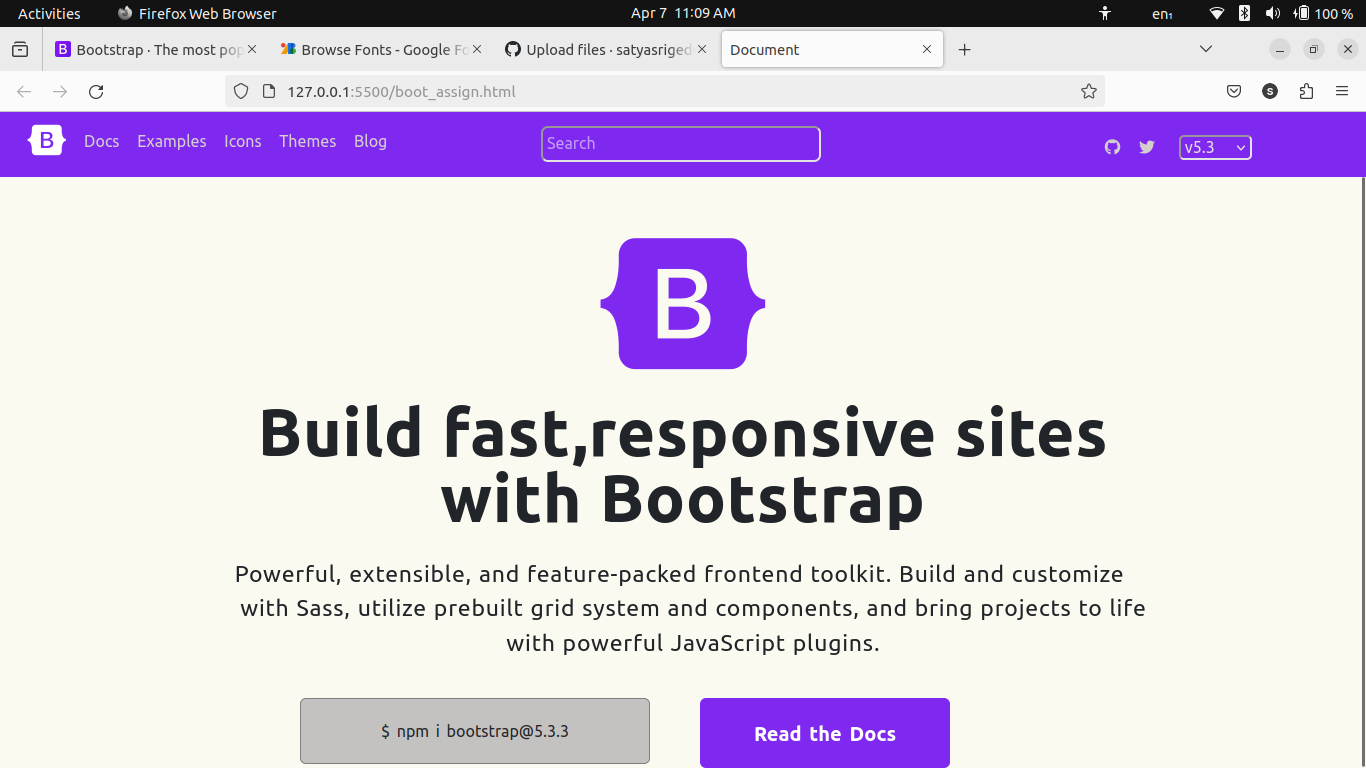 Activities Firefox Web Browser Apr 7 11:09 AM en₁ 100 %
Bootstrap · The most pop Browse Fonts - Google Fo Upload files · satyasriged Document
127.0.0.1:5500/boot_assign.html S
B Docs Examples Icons Themes Blog Search v5.3
B
Build fast,responsive sites
with Bootstrap
Powerful, extensible, and feature-packed frontend toolkit. Build and customize
with Sass, utilize prebuilt grid system and components, and bring projects to life
with powerful JavaScript plugins.
$ npm i bootstrap@5.3.3 Read the Docs